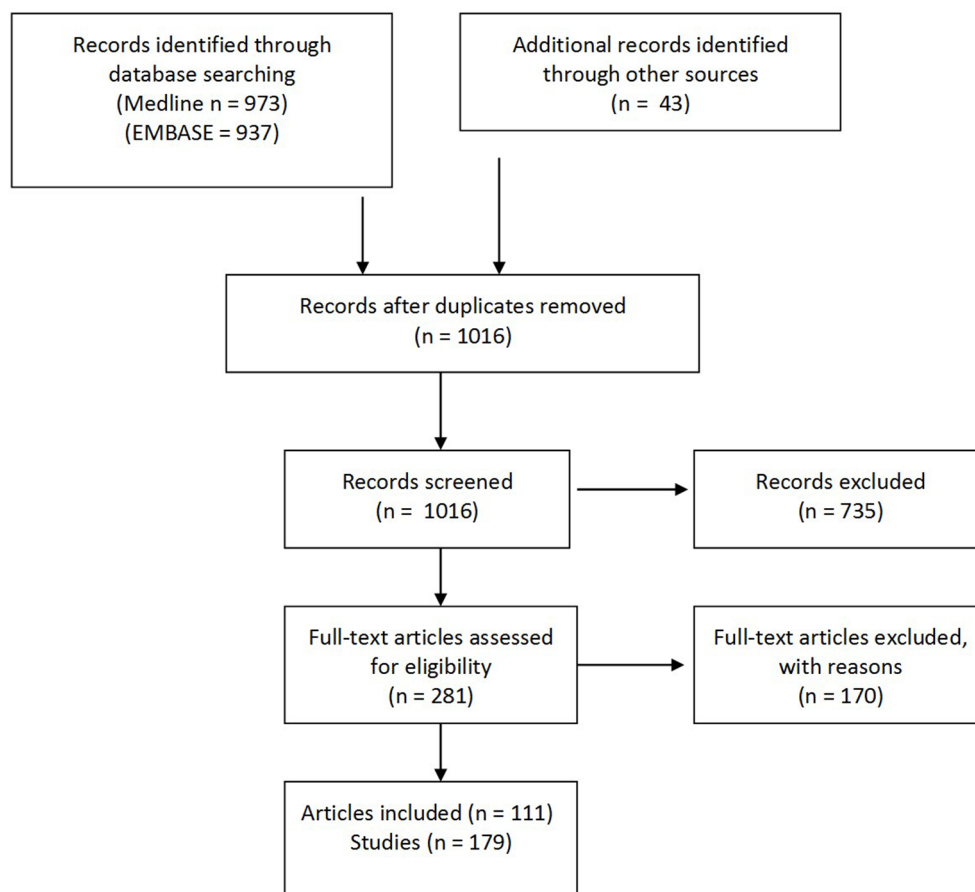 Records identified through
database searching
(Medline n = 973)
(EMBASE = 937)
Additional records identified
through other sources
(n =  43)
Records after duplicates removed
(n = 1016)
Records screened
(n =  1016)
Records excluded
(n = 735)
Full-text articles assessed
for eligibility
(n = 281)
Full-text articles excluded,
with reasons
(n = 170)
Articles included (n = 111)
Studies (n = 179)